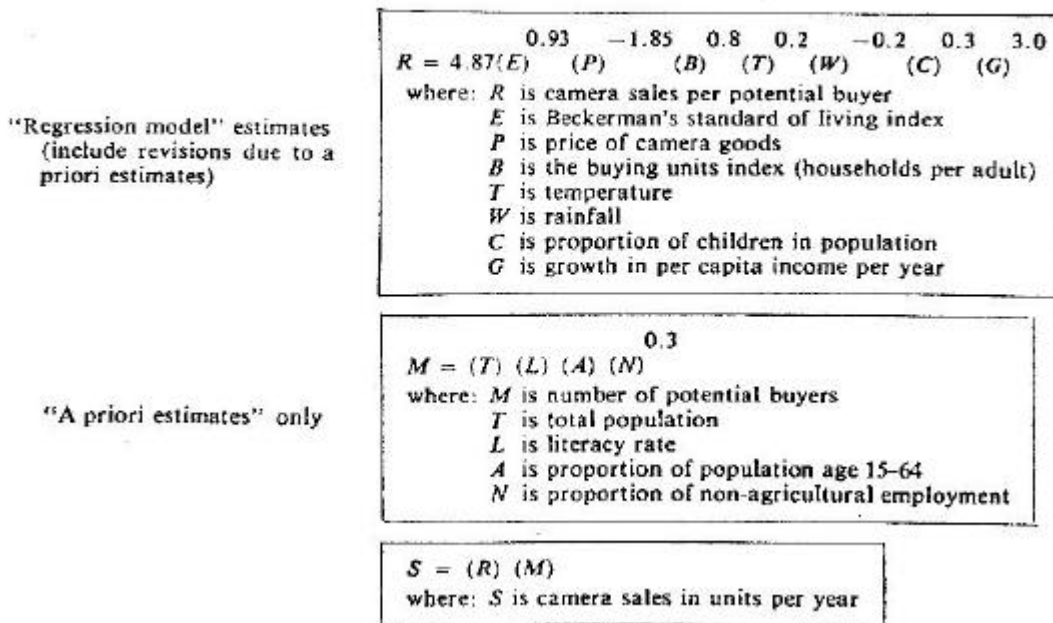 "Regression model" estimates
(include revisions due to a
priori estimates)
0.93 −1.85 0.8 0.2 −0.2 0.3 3.0
R = 4.87(E) (P) (B) (T) (W) (C) (G)
where: R is camera sales per potential buyer
E is Beckerman's standard of living index
P is price of camera goods
B is the buying units index (households per adult)
T is temperature
W is rainfall
C is proportion of children in population
G is growth in per capita income per year
"A priori estimates" only
0.3
M = (T) (L) (A) (N)
where: M is number of potential buyers
T is total population
L is literacy rate
A is proportion of population age 15–64
N is proportion of non-agricultural employment
S = (R) (M)
where: S is camera sales in units per year